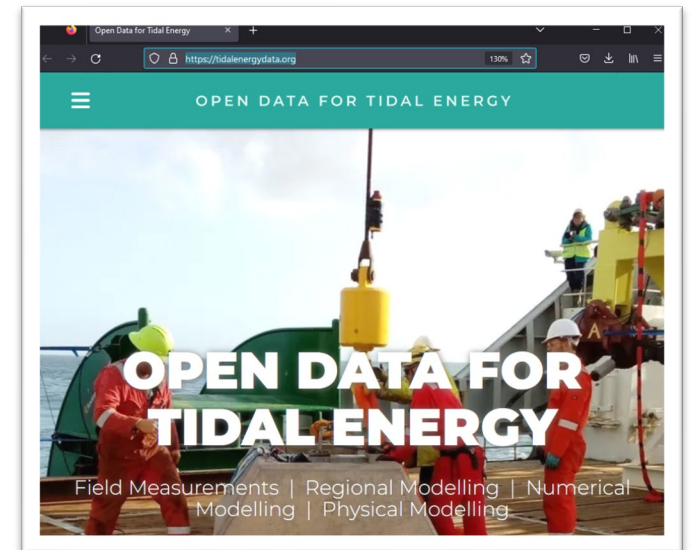 Open Data for Tidal Energy
https://tidalenergydata.org
130%
OPEN DATA FOR TIDAL ENERGY
A
OPEN DATA FOR
TIDAL ENERGY
Field Measurements | Regional Modelling | Numerical
Modelling | Physical Modelling